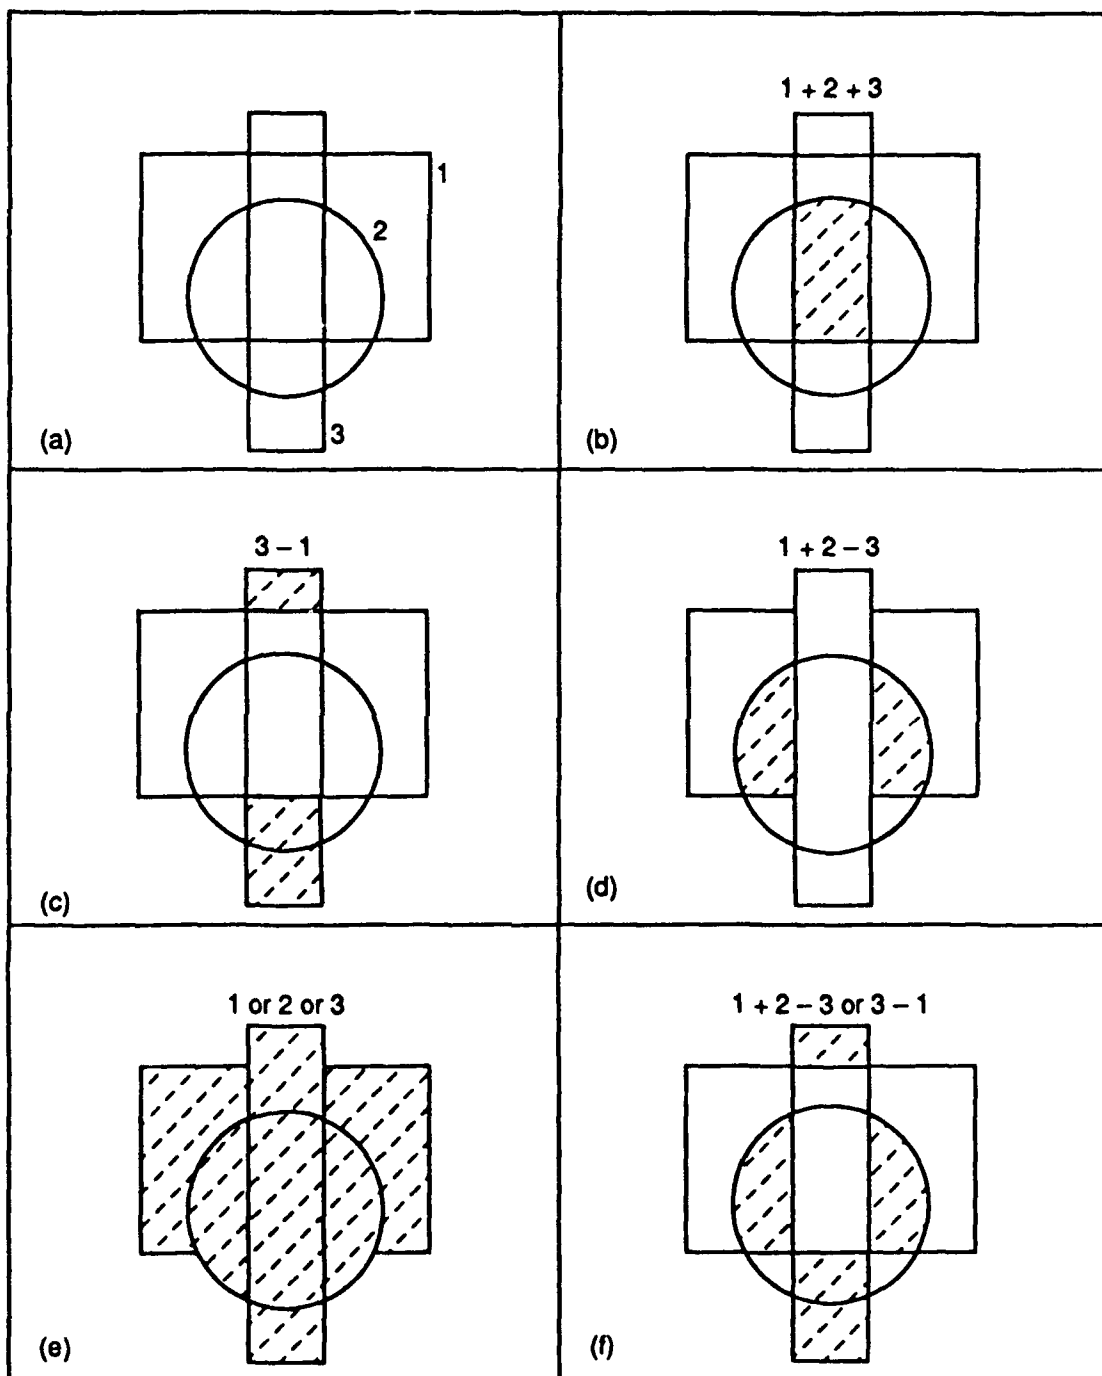 1
2
3
(a)
1 + 2 + 3
(b)
3 – 1
(c)
1 + 2 – 3
(d)
1 or 2 or 3
(e)
1 + 2 – 3 or 3 – 1
(f)